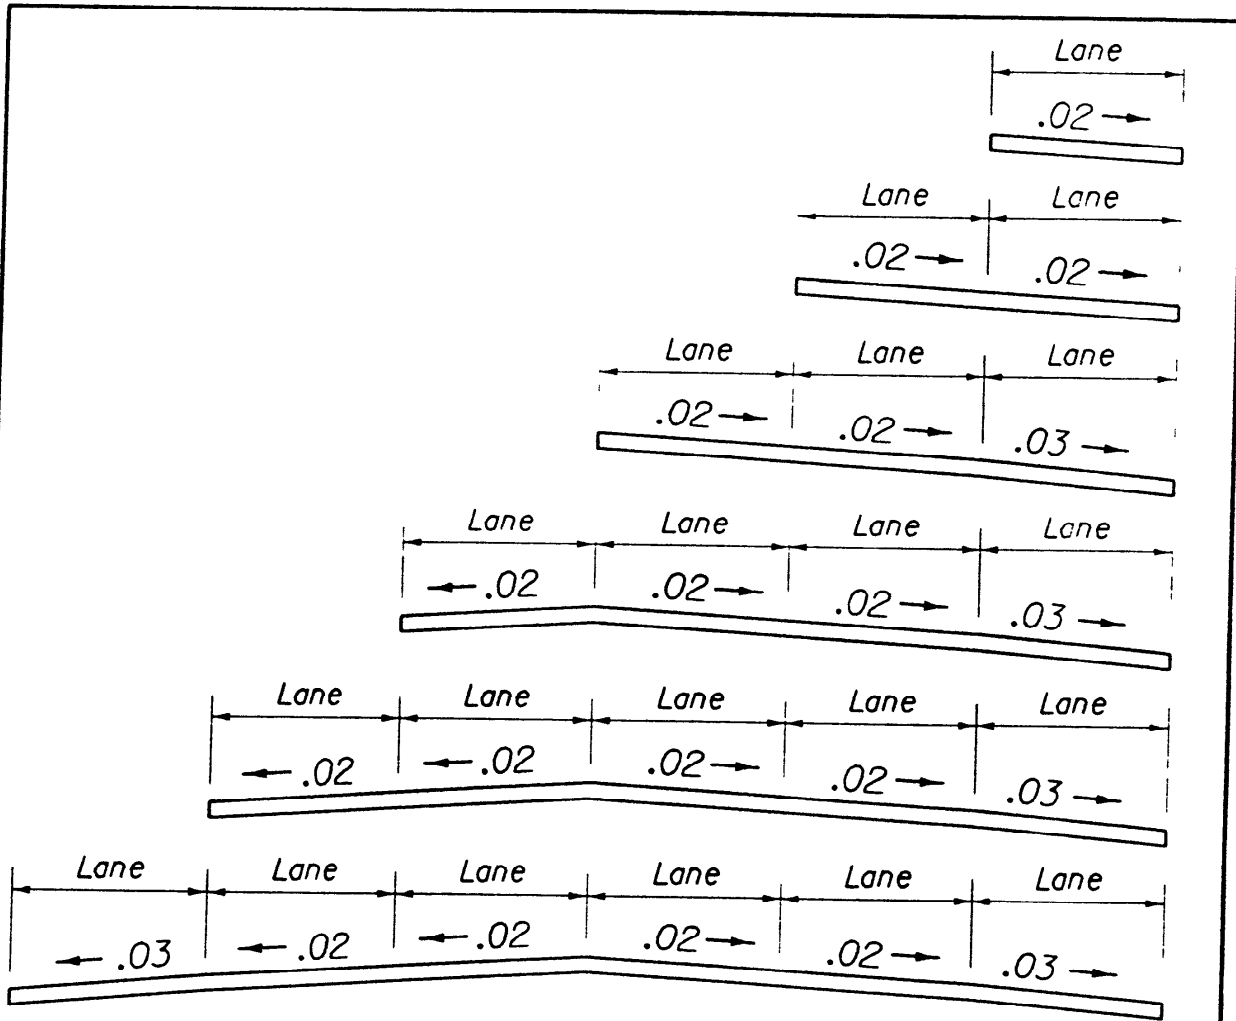 Lane
.02
Lane Lane
.02 .02
Lane Lane Lane
.02 .02 .03
Lane Lane Lane Lane
.02 .02 .02 .03
Lane Lane Lane Lane Lane
.02 .02 .02 .02 .03
Lane Lane Lane Lane Lane Lane
.03 .02 .02 .02 .02 .03